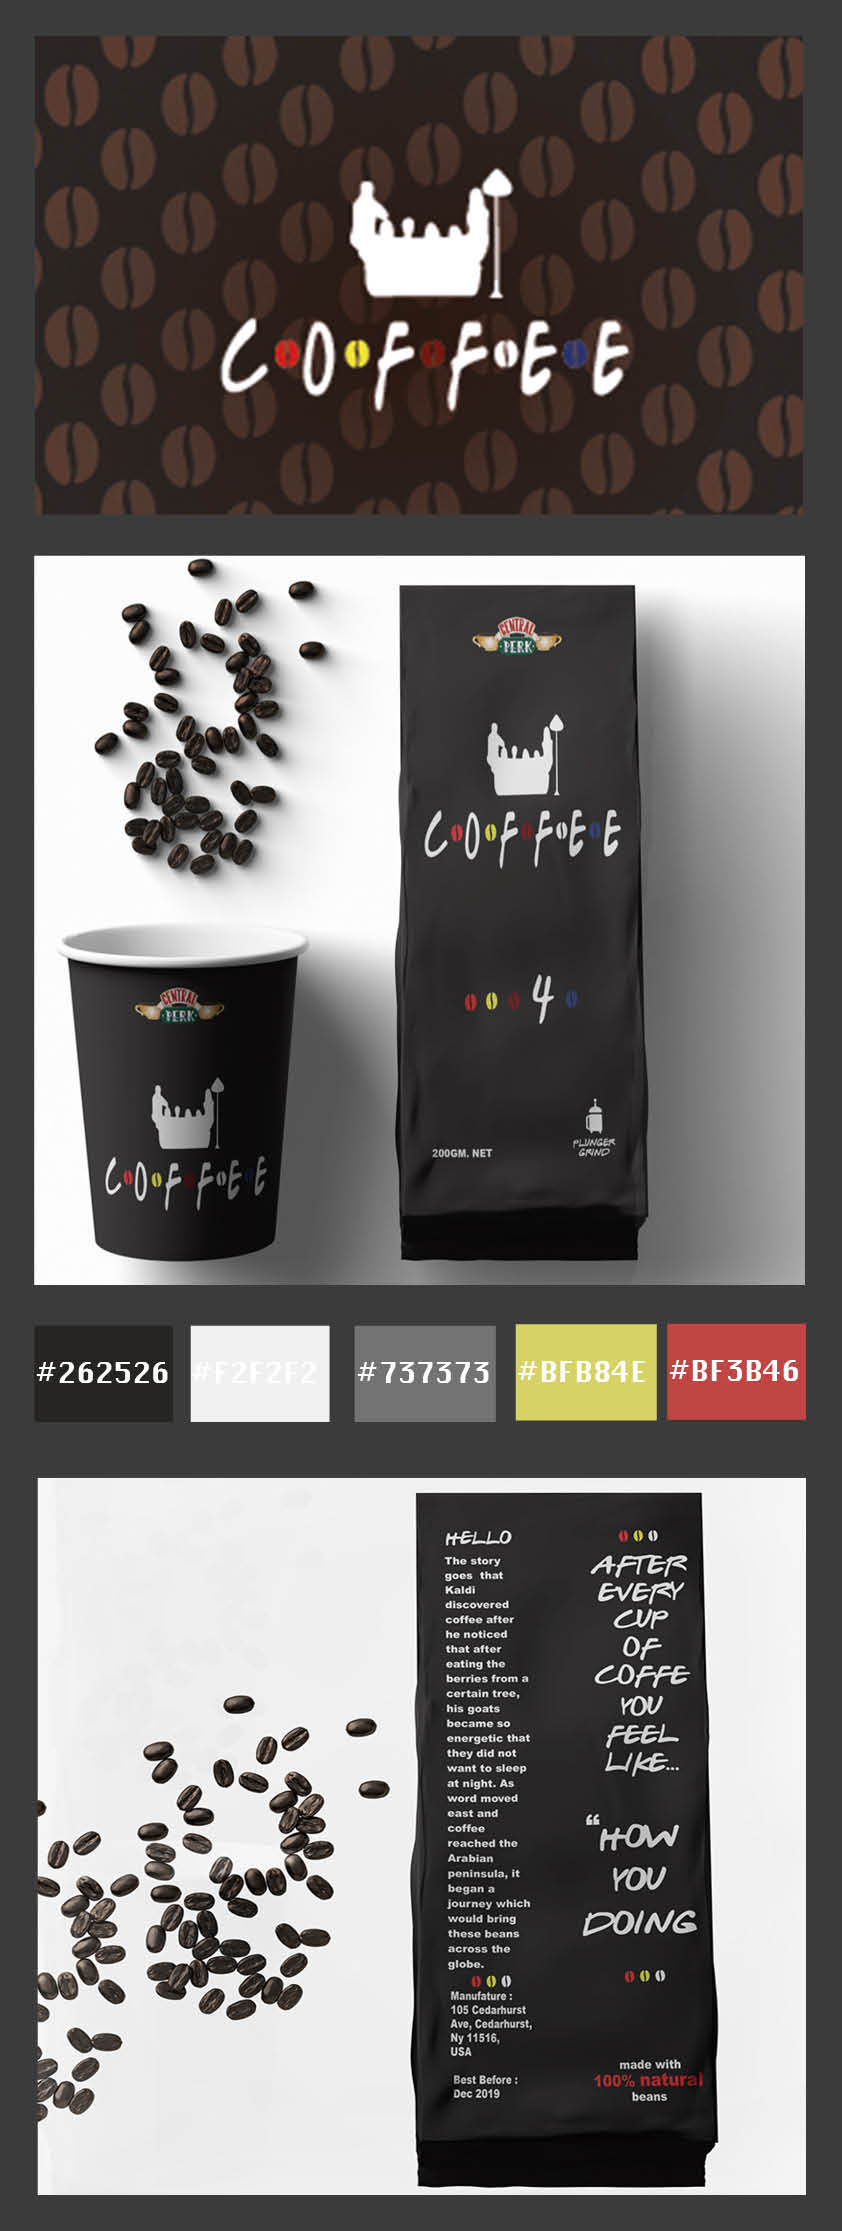 COFFEE
CENTRAL
PERK
COFFEE
4
200GM. NET
PLUNGER
GRIND
CENTRAL
PERK
COFFEE
#262526
#F2F2F2
#737373
#BFB84E
#BF3B46
HELLO
The story
goes that
Kaldi
discovered
coffee after
he noticed
that after
eating the
berries from a
certain tree,
his goats
became so
energetic that
they did not
want to sleep
at night. As
word moved
east and
coffee
reached the
Arabian
peninsula, it
began a
journey which
would bring
these beans
across the
globe.
Manufature :
105 Cedarhurst
Ave, Cedarhurst,
Ny 11516,
USA
Best Before :
Dec 2019
AFTER
EVERY
CUP
OF
COFFE
YOU
FEEL
LIKE...
“HOW
YOU
DOING
made with
100% natural
beans